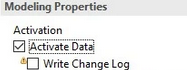 Modeling Properties
Activation
Activate Data
Write Change Log